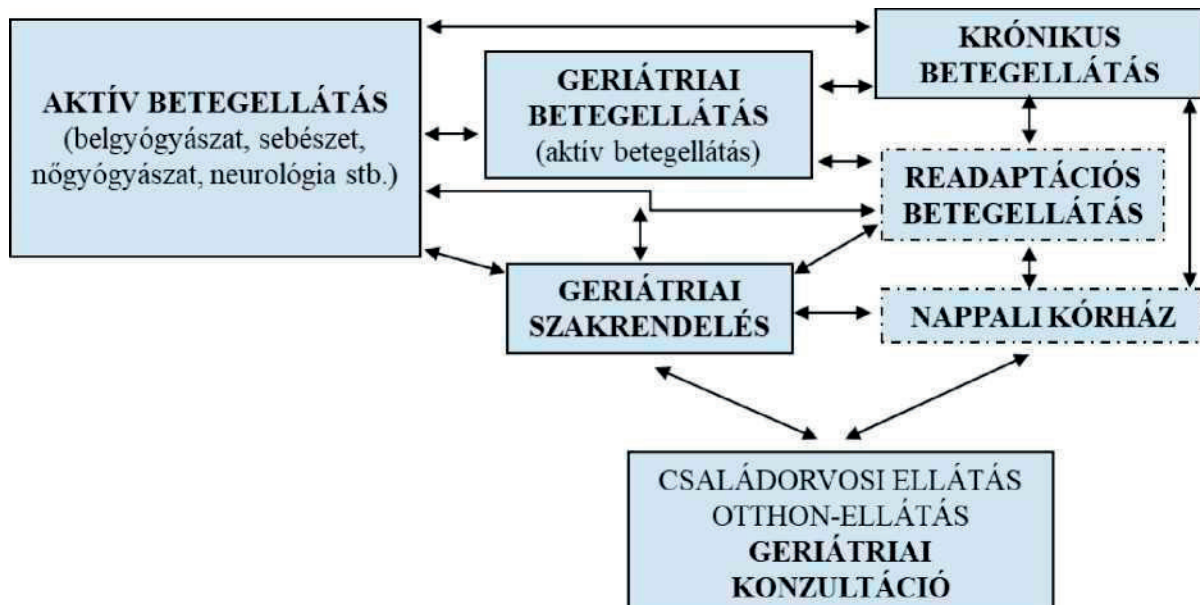 AKTÍV BETEGELLÁTÁS
(belgyógyászat, sebészet,
nőgyógyászat, neurológia stb.)
GERIÁTRIAI
BETEGELLÁTÁS
(aktív betegellátás)
KRÓNIKUS
BETEGELLÁTÁS
READAPTÁCIÓS
BETEGELLÁTÁS
GERIÁTRIAI
SZAKRENDELÉS
NAPPALI KÓRHÁZ
CSALÁDORVOSI ELLÁTÁS
OTTHON-ELLÁTÁS
GERIÁTRIAI
KONZULTÁCIÓ